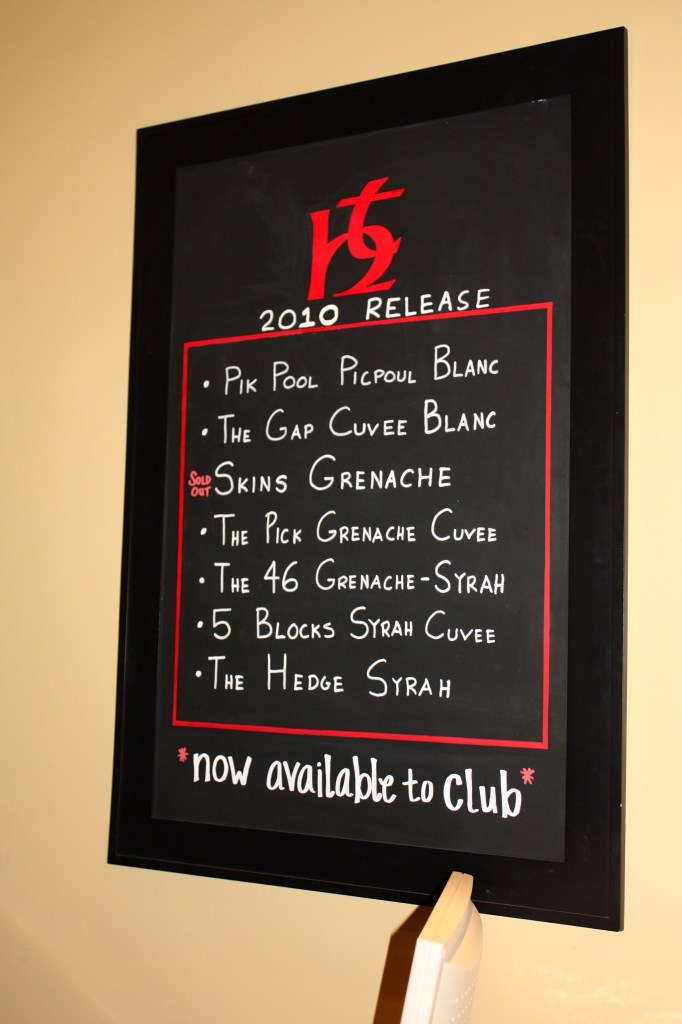 2010 RELEASE
• PIK POOL PICPOUL BLANC
• THE GAP CUVEE BLANC
SOLD OUT SKINS GRENACHE
• THE PICK GRENACHE CUVEE
• THE 46 GRENACHE-SYRAH
• 5 BLOCKS SYRAH CUVEE
• THE HEDGE SYRAH
*now available to club*